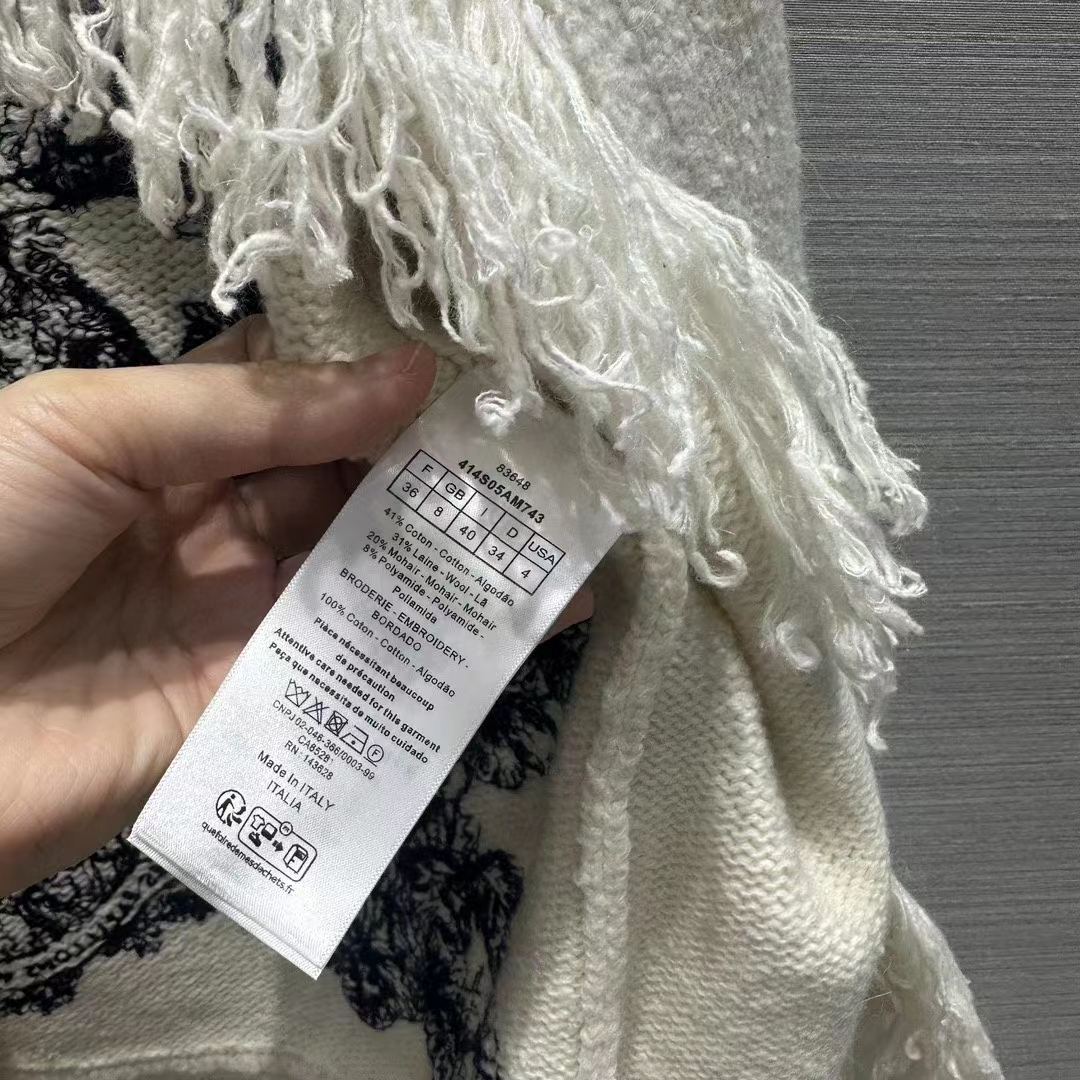 83648
414S05AM743
F GB I D USA
36 8 40 34 4
41% Coton - Cotton - Algodão
31% Laine - Wool - Lã
20% Mohair - Mohair - Mohair
8% Polyamide - Polyamide -
Poliamida
BRODERIE - EMBROIDERY -
BORDADO
100% Coton - Cotton - Algodão
Pièce nécessitant beaucoup
de précaution
Attentive care needed for this garment
Peça que necessita de muito cuidado
F
CNPJ 02-046-366/0003-99
CA6528
RN: 143628
Made in ITALY
ITALIA
quefairedemesdechets.fr